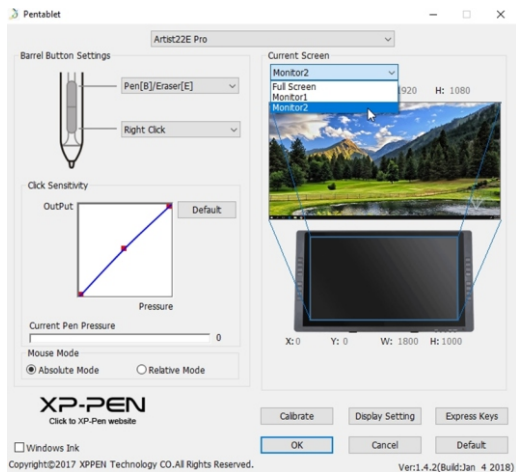 Pentablet
Artist22E Pro
Barrel Button Settings
Pen[B]/Eraser[E]
Right Click
Click Sensitivity
OutPut
Default
Pressure
Current Pen Pressure
0
Mouse Mode
Absolute Mode
Relative Mode
XP-PEN
Click to XP-Pen website
Windows Ink
Copyright©2017 XPPEN Technology CO.All Rights Reserved.
Current Screen
Monitor2
Full Screen
Monitor1
Monitor2
1920 H: 1080
X: 0 Y: 0 W: 1800 H: 1000
Calibrate Display Setting Express Keys
OK Cancel Default
Ver:1.4.2(Build:Jan 4 2018)